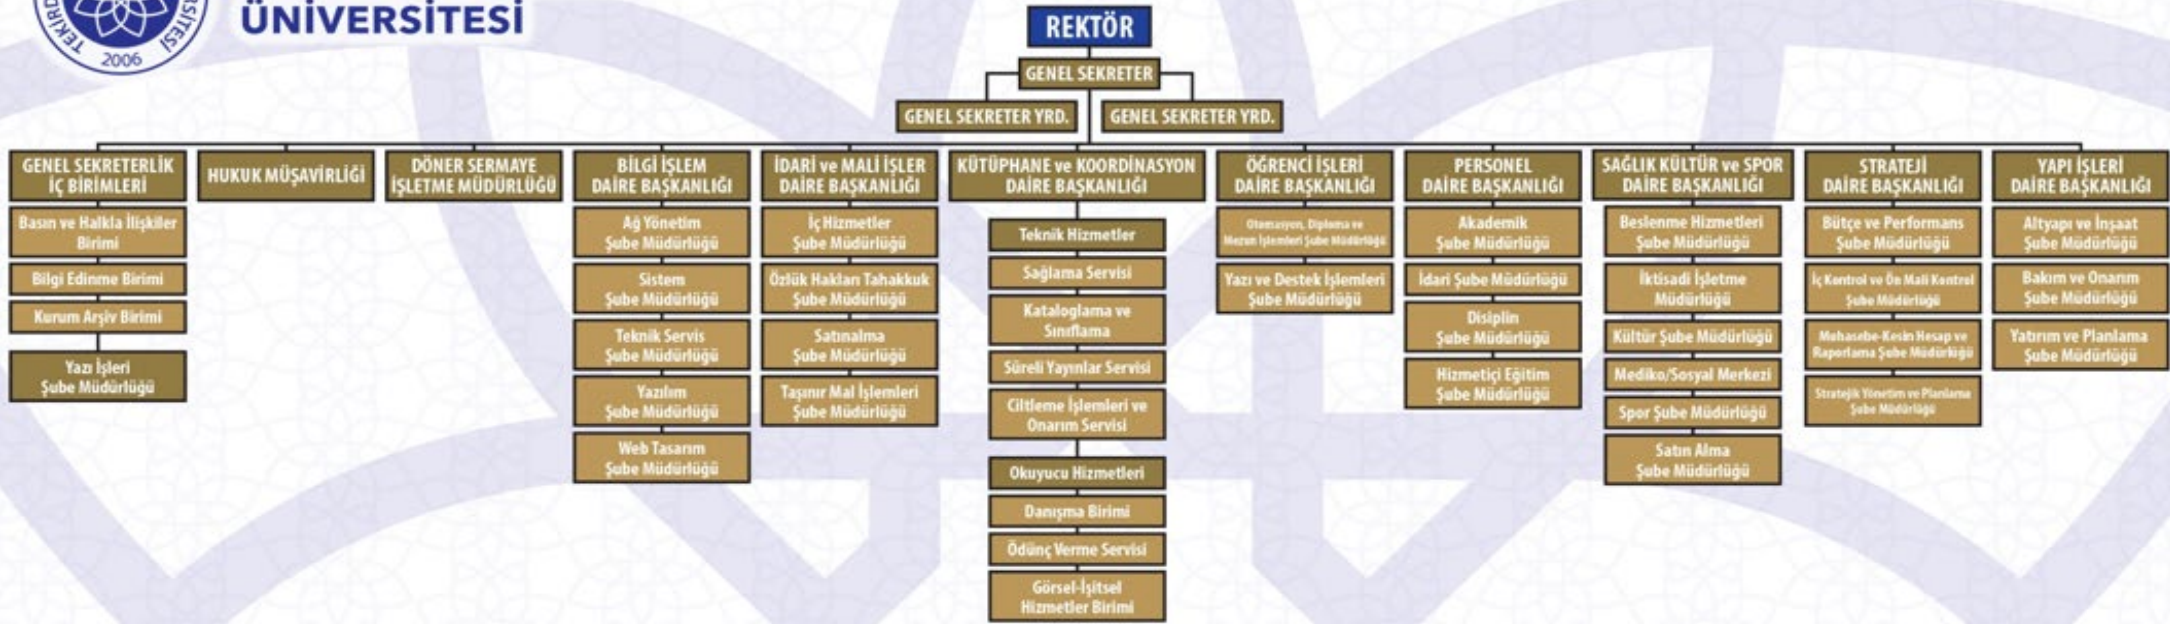 ÜNİVERSİTESİ
2006
REKTÖR
GENEL SEKRETER
GENEL SEKRETER YRD.
GENEL SEKRETER YRD.
GENEL SEKRETERLİK
İÇ BİRİMLERİ
Basın ve Halkla İlişkiler
Birimi
Bilgi Edinme Birimi
Kurum Arşiv Birimi
Yazı İşleri
Şube Müdürlüğü
HUKUK MÜŞAVİRLİĞİ
DÖNER SERMAYE
İŞLETME MÜDÜRLÜĞÜ
BİLGİ İŞLEM
DAİRE BAŞKANLIĞI
Ağ Yönetim
Şube Müdürlüğü
Sistem
Şube Müdürlüğü
Teknik Servis
Şube Müdürlüğü
Yazılım
Şube Müdürlüğü
Web Tasarım
Şube Müdürlüğü
İDARİ ve MALİ İŞLER
DAİRE BAŞKANLIĞI
İç Hizmetler
Şube Müdürlüğü
Özlük Hakları Tahakkuk
Şube Müdürlüğü
Satınalma
Şube Müdürlüğü
Taşınır Mal İşlemleri
Şube Müdürlüğü
KÜTÜPHANE ve KOORDİNASYON
DAİRE BAŞKANLIĞI
Teknik Hizmetler
Sağlama Servisi
Kataloglama ve
Sınıflama
Süreli Yayınlar Servisi
Ciltleme İşlemleri ve
Onarım Servisi
Okuyucu Hizmetleri
Danışma Birimi
Ödünç Verme Servisi
Görsel-İşitsel
Hizmetler Birimi
ÖĞRENCİ İŞLERİ
DAİRE BAŞKANLIĞI
Otomasyon, Diploma ve
Mezun İşlemleri Şube Müdürlüğü
Yazı ve Destek İşlemleri
Şube Müdürlüğü
PERSONEL
DAİRE BAŞKANLIĞI
Akademik
Şube Müdürlüğü
İdari Şube Müdürlüğü
Disiplin
Şube Müdürlüğü
Hizmetiçi Eğitim
Şube Müdürlüğü
SAĞLIK KÜLTÜR ve SPOR
DAİRE BAŞKANLIĞI
Beslenme Hizmetleri
Şube Müdürlüğü
İktisadi İşletme
Müdürlüğü
Kültür Şube Müdürlüğü
Mediko/Sosyal Merkezi
Spor Şube Müdürlüğü
Satın Alma
Şube Müdürlüğü
STRATEJİ
DAİRE BAŞKANLIĞI
Bütçe ve Performans
Şube Müdürlüğü
İç Kontrol ve Ön Mali Kontrol
Şube Müdürlüğü
Muhasebe-Kesin Hesap ve
Raporlama Şube Müdürlüğü
Stratejik Yönetim ve Planlama
Şube Müdürlüğü
YAPI İŞLERİ
DAİRE BAŞKANLIĞI
Altyapı ve İnşaat
Şube Müdürlüğü
Bakım ve Onarım
Şube Müdürlüğü
Yatırım ve Planlama
Şube Müdürlüğü